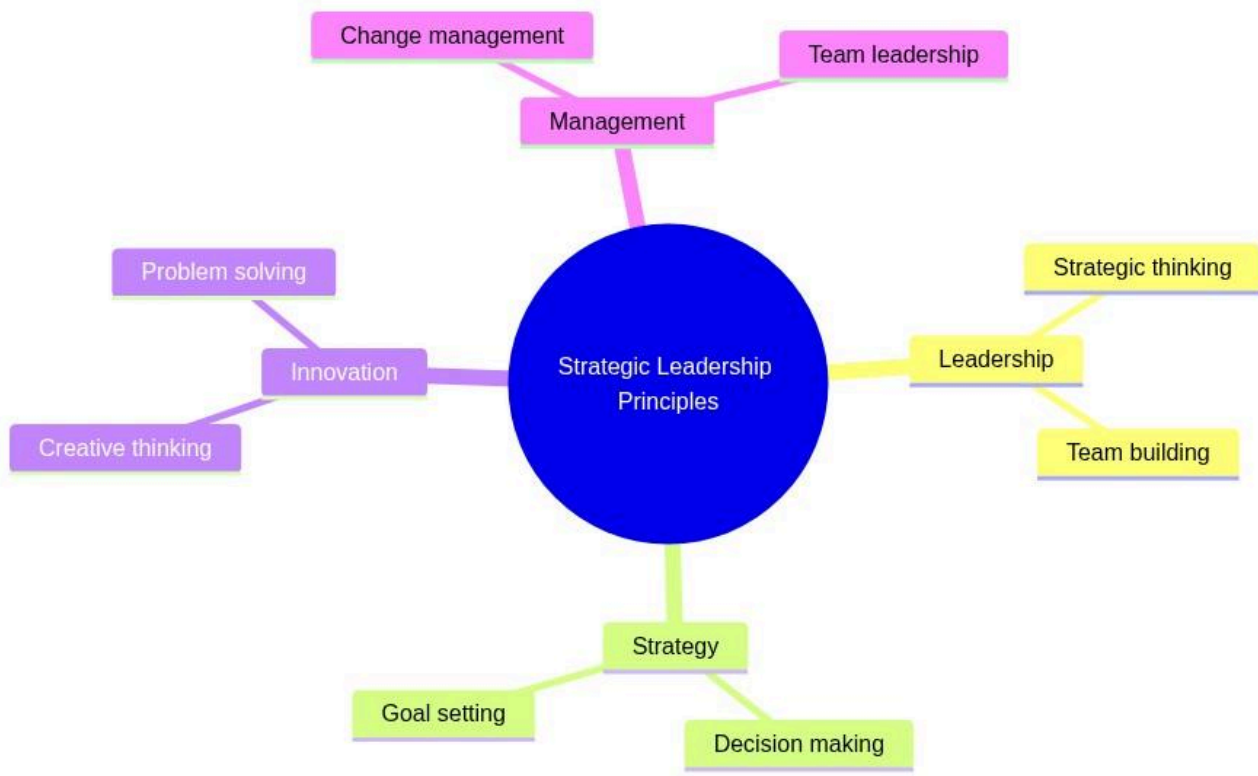 Change management
Team leadership
Management
Problem solving
Strategic thinking
Innovation
Strategic Leadership
Principles
Leadership
Creative thinking
Team building
Strategy
Goal setting
Decision making